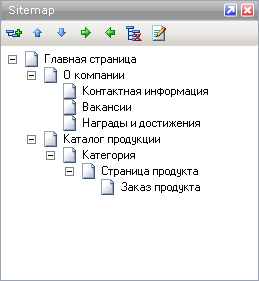 Sitemap
Главная страница
О компании
Контактная информация
Вакансии
Награды и достижения
Каталог продукции
Категория
Страница продукта
Заказ продукта